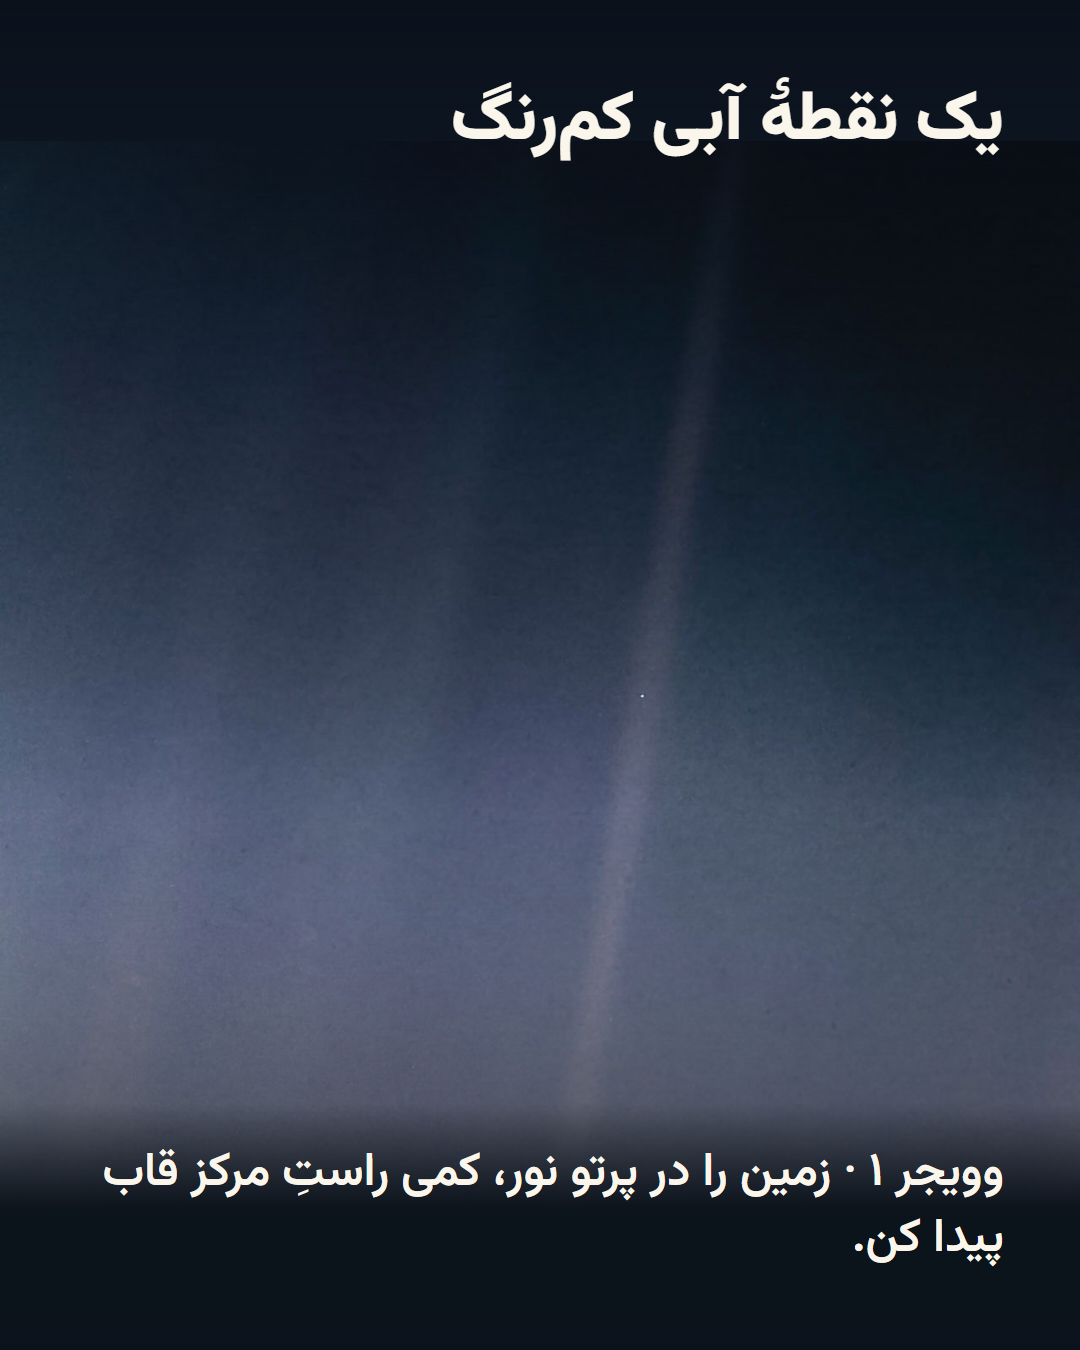 یک نقطهٔ آبی کم‌رنگ
وویجر ۱ · زمین را در پرتو نور، کمی راستِ مرکز قاب
پیدا کن.